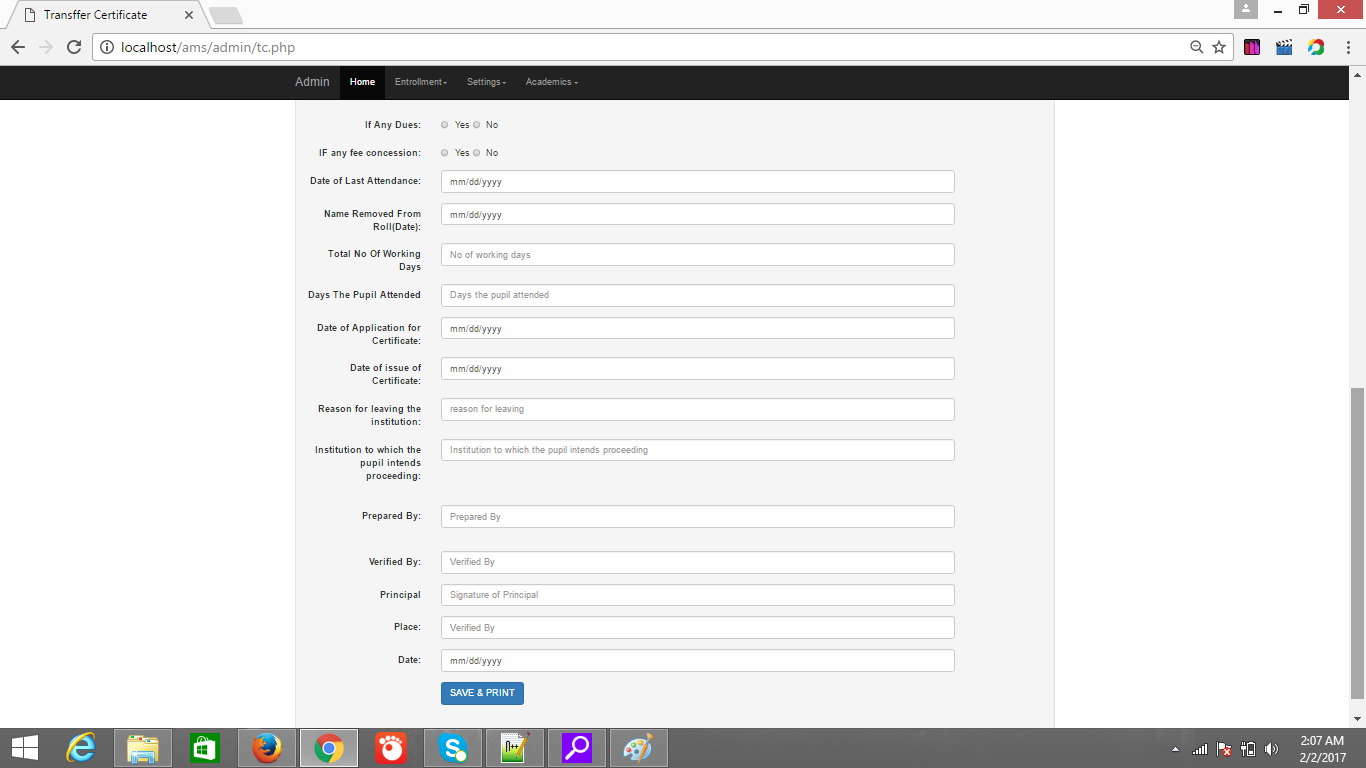 Transffer Certificate
localhost/ams/admin/tc.php
Admin Home Entrollment Settings Academics
If Any Dues: Yes No
IF any fee concession: Yes No
Date of Last Attendance: mm/dd/yyyy
Name Removed From mm/dd/yyyy
Roll(Date):
Total No Of Working No of working days
Days
Days The Pupil Attended Days the pupil attended
Date of Application for mm/dd/yyyy
Certificate:
Date of issue of mm/dd/yyyy
Certificate:
Reason for leaving the reason for leaving
institution:
Institution to which the Institution to which the pupil intends proceeding
pupil intends
proceeding:
Prepared By: Prepared By
Verified By: Verified By
Principal Signature of Principal
Place: Verified By
Date: mm/dd/yyyy
SAVE & PRINT
2:07 AM
2/2/2017